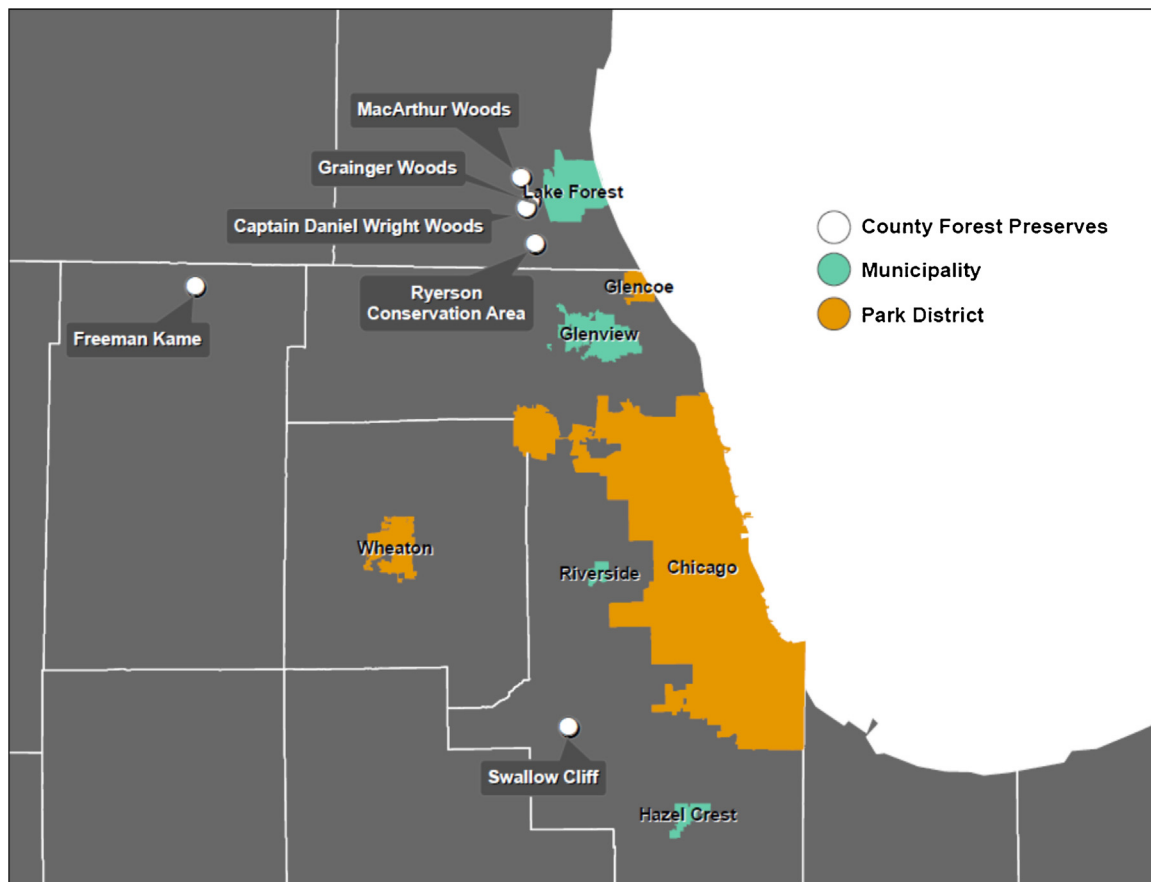 MacArthur Woods
Grainger Woods
Lake Forest
Captain Daniel Wright Woods
County Forest Preserves
Municipality
Park District
Ryerson
Conservation Area
Glencoe
Freeman Kame
Glenview
Wheaton
Riverside
Chicago
Swallow Cliff
Hazel Crest